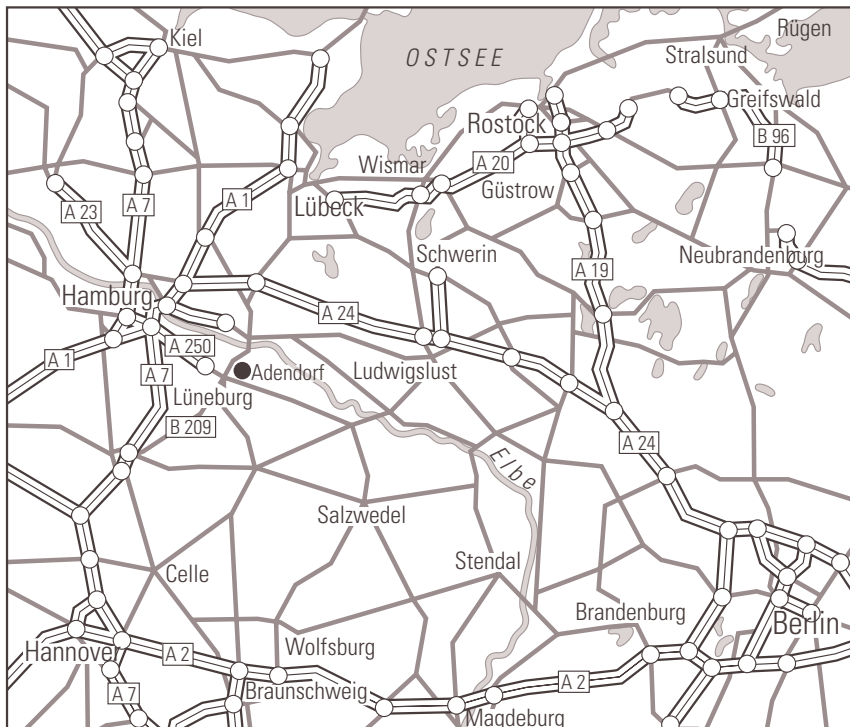 Rügen
Kiel
OSTSEE
Stralsund
Greifswald
Rostock
B 96
Wismar
A 20
Güstrow
Lübeck
A 23
A 7
A 1
Schwerin
Neubrandenburg
A 19
Hamburg
A 24
A 250
A 1
A 7
Adendorf
Ludwigslust
Lüneburg
B 209
A 24
Elbe
Salzwedel
Stendal
Celle
Brandenburg
Berlin
Wolfsburg
Hannover
A 2
A 2
Braunschweig
A 7
Magdeburg